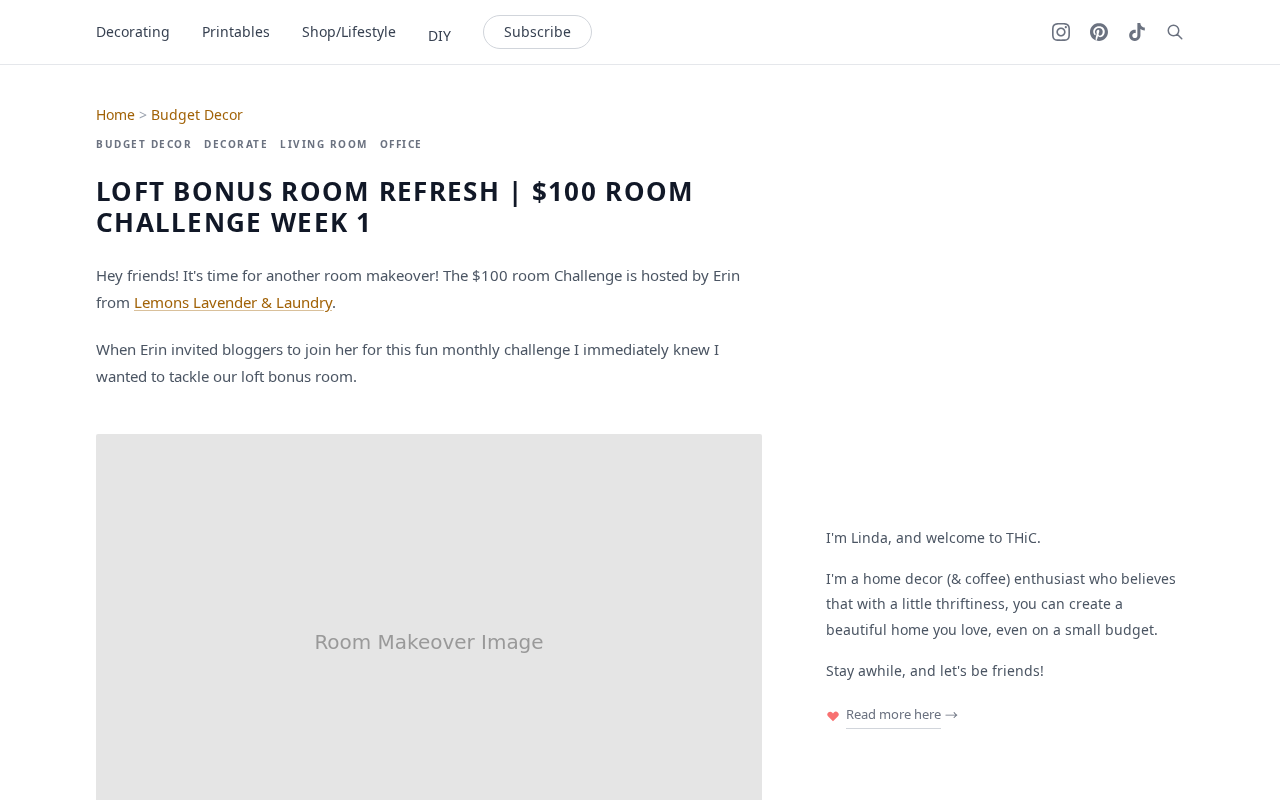 Decorating Printables Shop/Lifestyle DIY Subscribe
Home > Budget Decor
BUDGET DECOR DECORATE LIVING ROOM OFFICE
LOFT BONUS ROOM REFRESH | $100 ROOM
CHALLENGE WEEK 1
Hey friends! It's time for another room makeover! The $100 room Challenge is hosted by Erin
from Lemons Lavender & Laundry.
When Erin invited bloggers to join her for this fun monthly challenge I immediately knew I
wanted to tackle our loft bonus room.
Room Makeover Image
I'm Linda, and welcome to THiC.
I'm a home decor (& coffee) enthusiast who believes
that with a little thriftiness, you can create a
beautiful home you love, even on a small budget.
Stay awhile, and let's be friends!
Read more here →